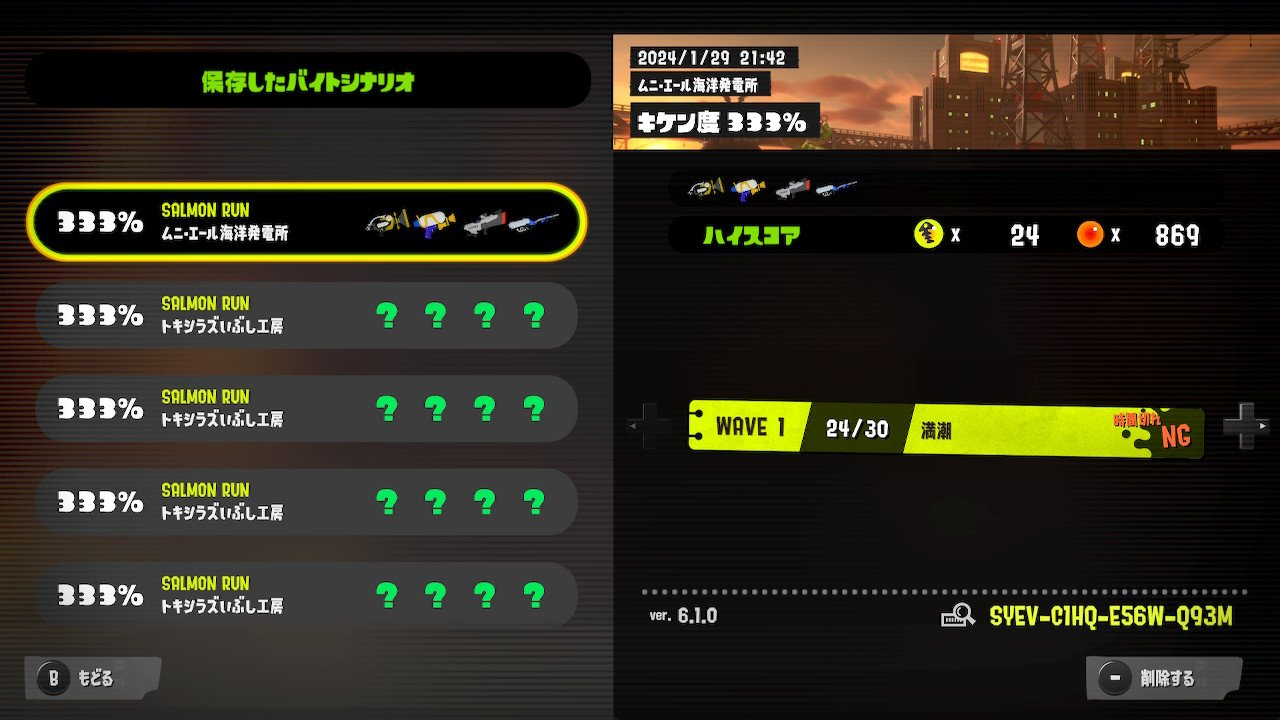 保存したバイトシナリオ
333% SALMON RUN
ムニ・エール海洋発電所
333% SALMON RUN
トキシラズいぶし工房
? ? ? ?
333% SALMON RUN
トキシラズいぶし工房
? ? ? ?
333% SALMON RUN
トキシラズいぶし工房
? ? ? ?
333% SALMON RUN
トキシラズいぶし工房
? ? ? ?
B もどる
2024/1/29 21:42
ムニ・エール海洋発電所
キケン度 333%
ハイスコア x 24 x 869
WAVE 1 24/30 満潮 時間切れ NG
ver. 6.1.0 SYEV-C1HQ-E56W-Q93M
- 削除する